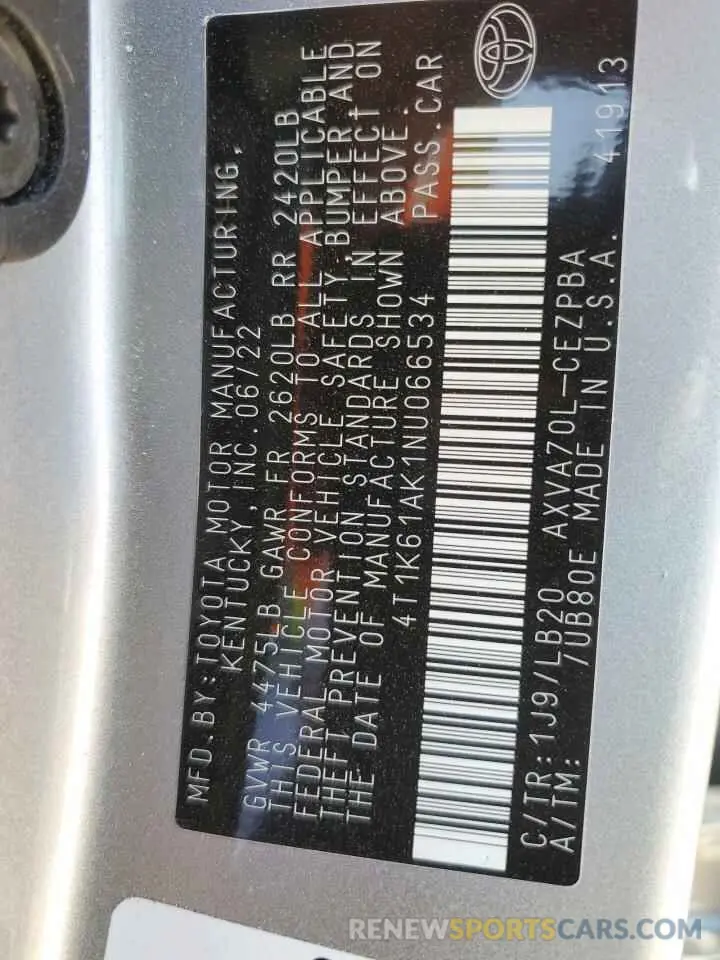 MFD.BY:TOYOTA MOTOR MANUFACTURING,
KENTUCKY, INC.06/22
GVWR 4475LB GAWR FR 2620LB RR 2420LB
THIS VEHICLE CONFORMS TO ALL APPLICABLE
FEDERAL MOTOR VEHICLE SAFETY, BUMPER AND
THEFT PREVENTION STANDARDS IN EFFECT ON
THE DATE OF MANUFACTURE SHOWN ABOVE.
4T1K61AK1NU066534 PASS.CAR
C/TR:1J9/LB20 AXVA70L-CEZPBA 41913
A/TM: 7UB80E MADE IN U.S.A.
RENEWSPORTSCARS.COM